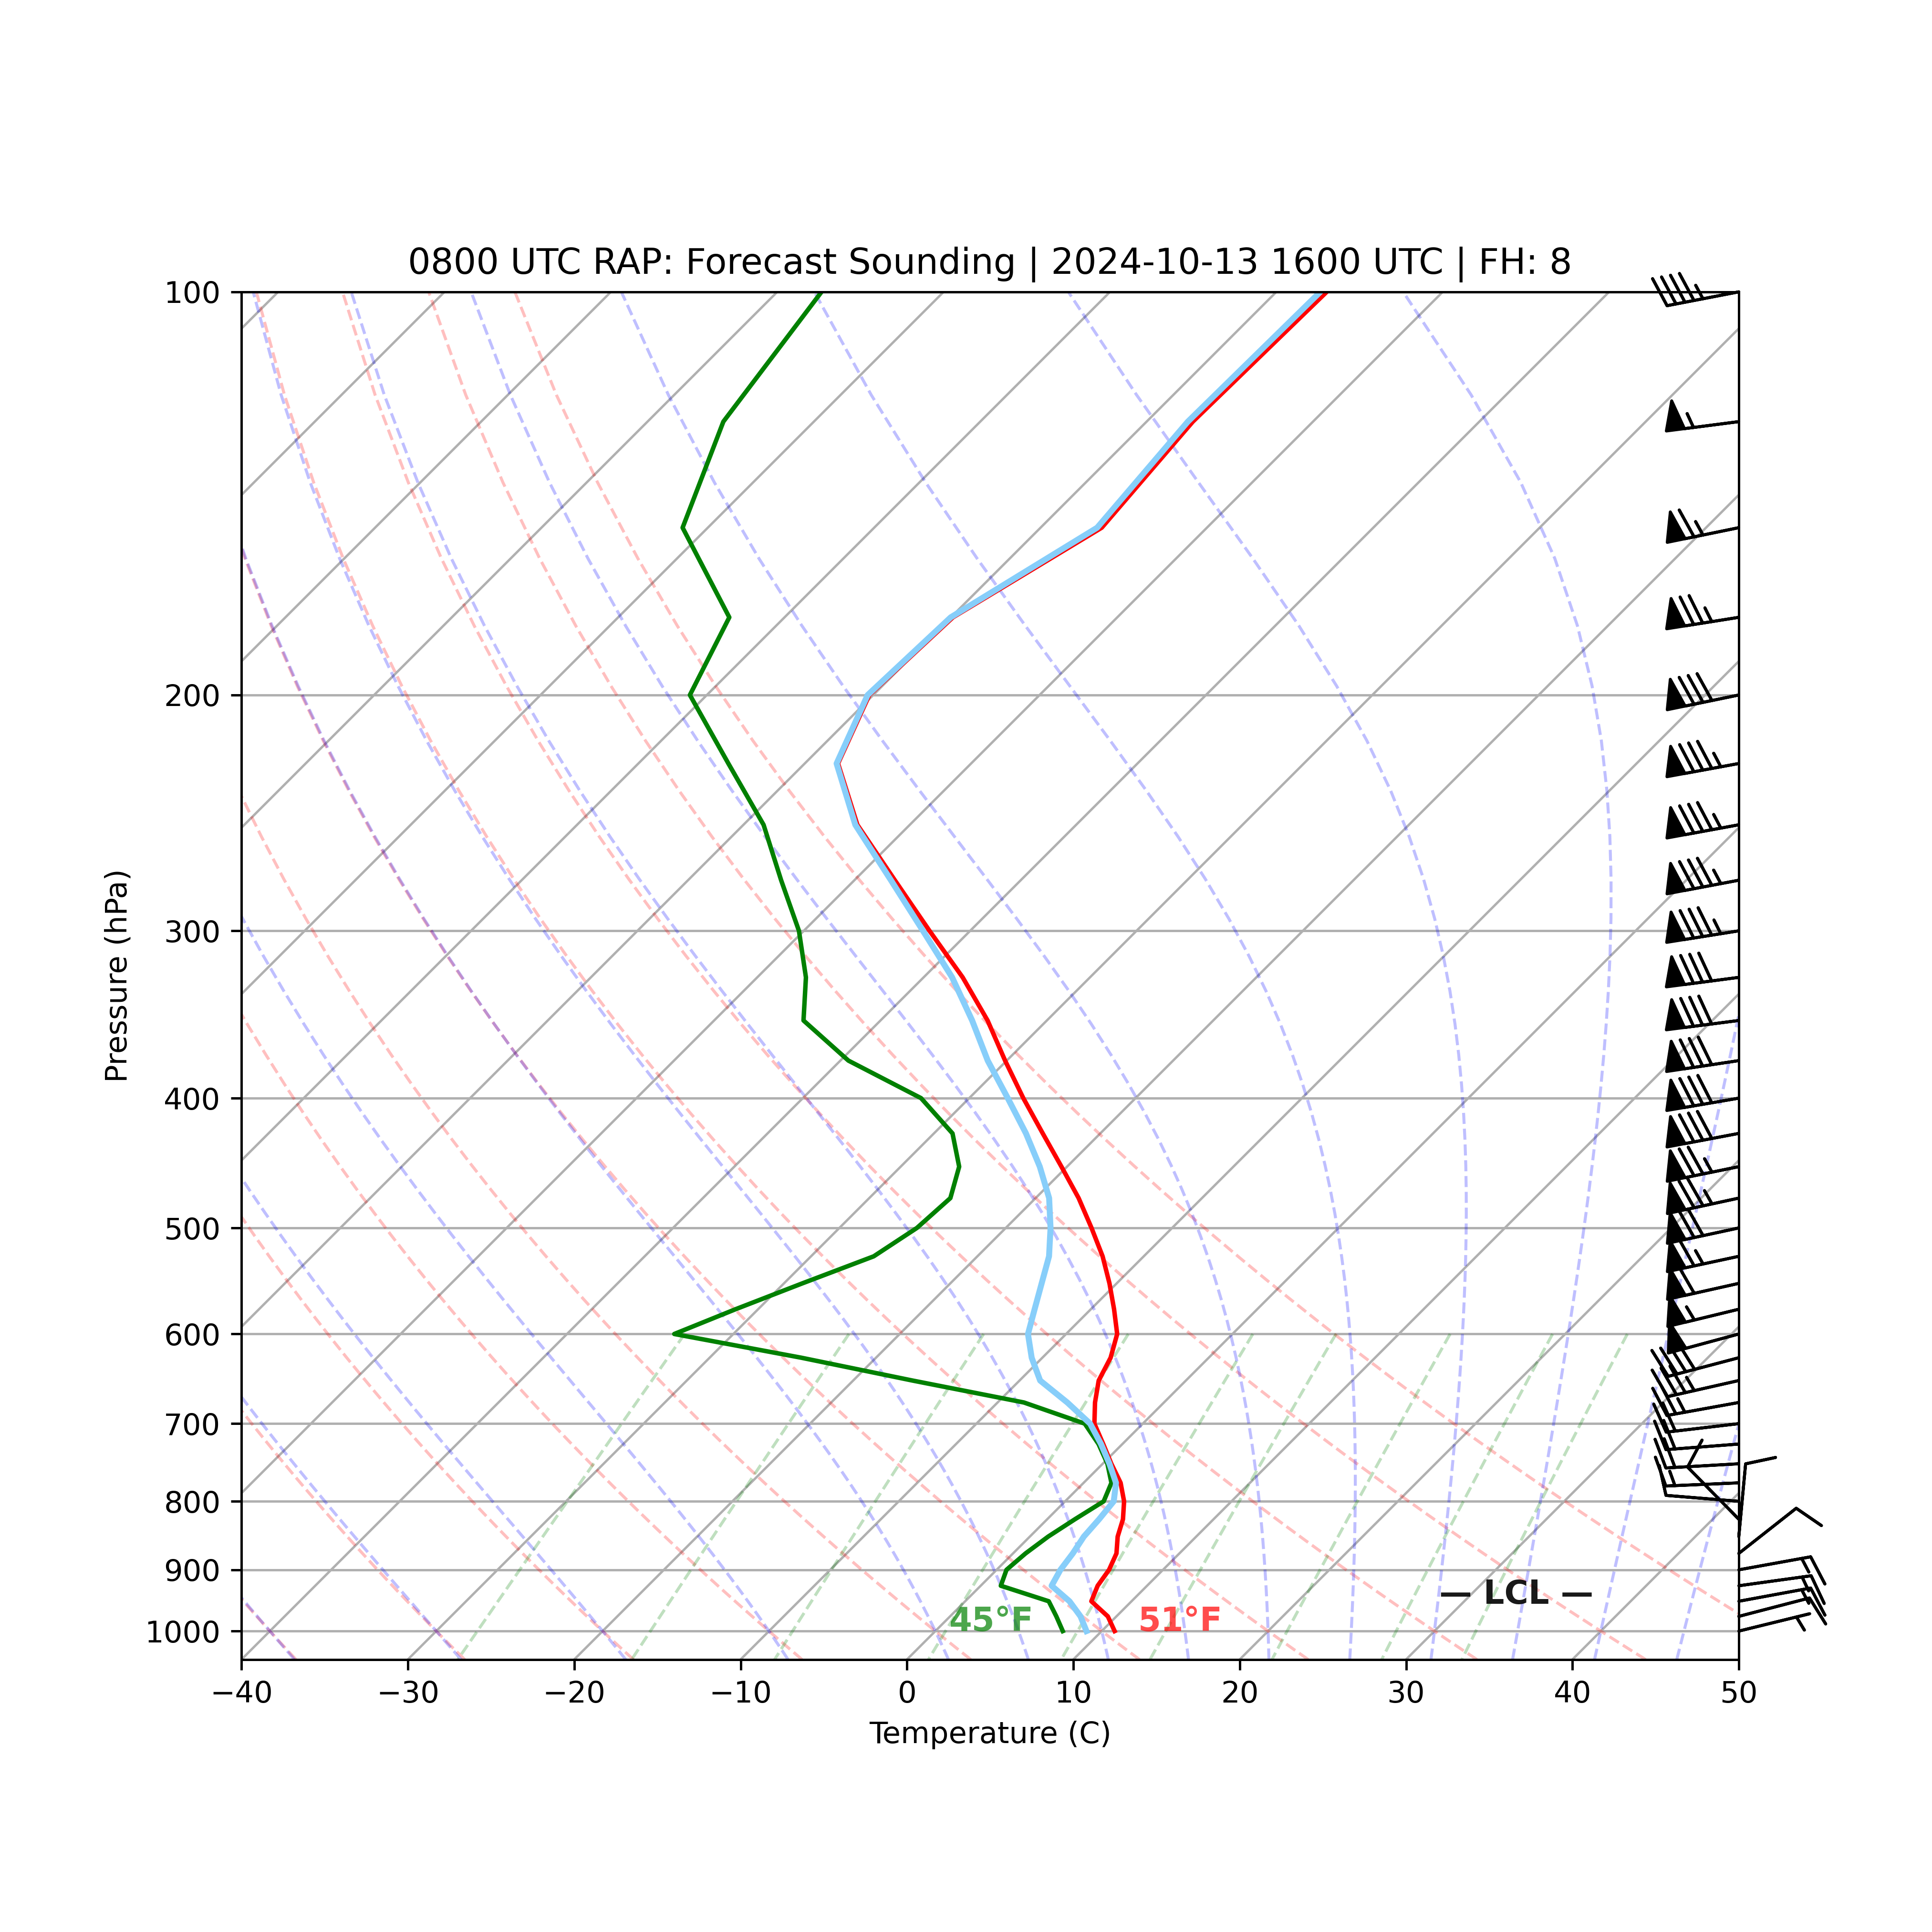 0800 UTC RAP: Forecast Sounding | 2024-10-13 1600 UTC | FH: 8
100
200
300
400
500
600
700
800
900
1000
Pressure (hPa)
— LCL —
45°F
51°F
−40 −30 −20 −10 0 10 20 30 40 50
Temperature (C)